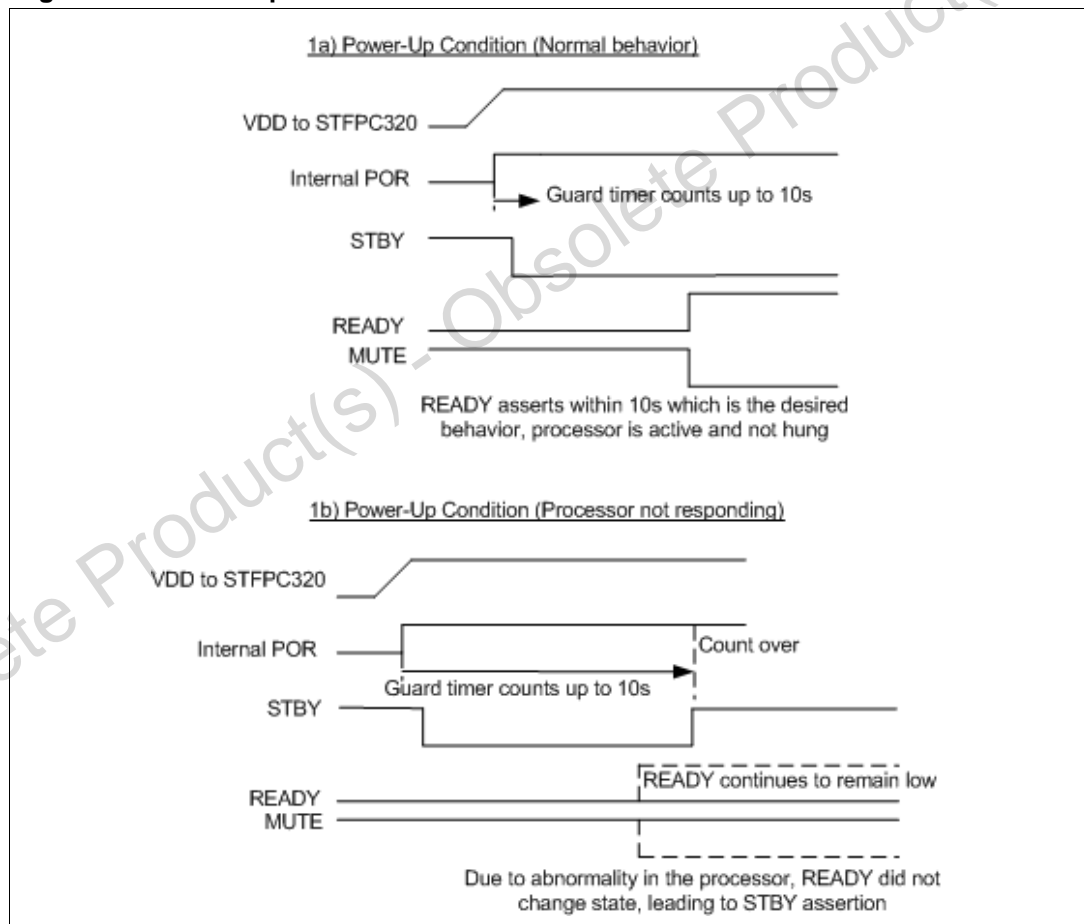 1a) Power-Up Condition (Normal behavior)
VDD to STFPC320
Internal POR
Guard timer counts up to 10s
STBY
READY
MUTE
READY asserts within 10s which is the desired
behavior, processor is active and not hung
1b) Power-Up Condition (Processor not responding)
VDD to STFPC320
Internal POR
Count over
Guard timer counts up to 10s
STBY
READY continues to remain low
READY
MUTE
Due to abnormality in the processor, READY did not
change state, leading to STBY assertion
ete Product(s) - Obsolete Product(